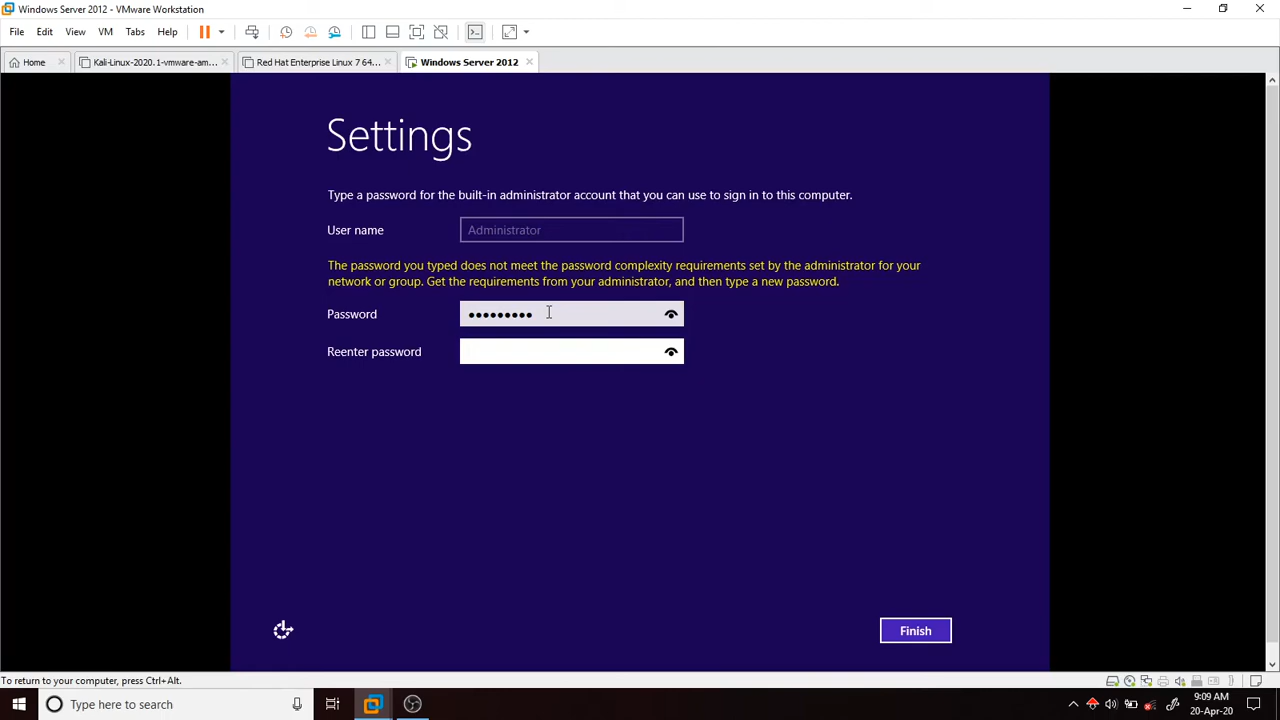 Windows Server 2012 - VMware Workstation
File Edit View VM Tabs Help
Home Kali-Linux-2020.1-vmware-am... Red Hat Enterprise Linux 7 64... Windows Server 2012
Settings
Type a password for the built-in administrator account that you can use to sign in to this computer.
User name Administrator
The password you typed does not meet the password complexity requirements set by the administrator for your
network or group. Get the requirements from your administrator, and then type a new password.
Password •••••••••
Reenter password
Finish
To return to your computer, press Ctrl+Alt.
Type here to search
9:09 AM
20-Apr-20